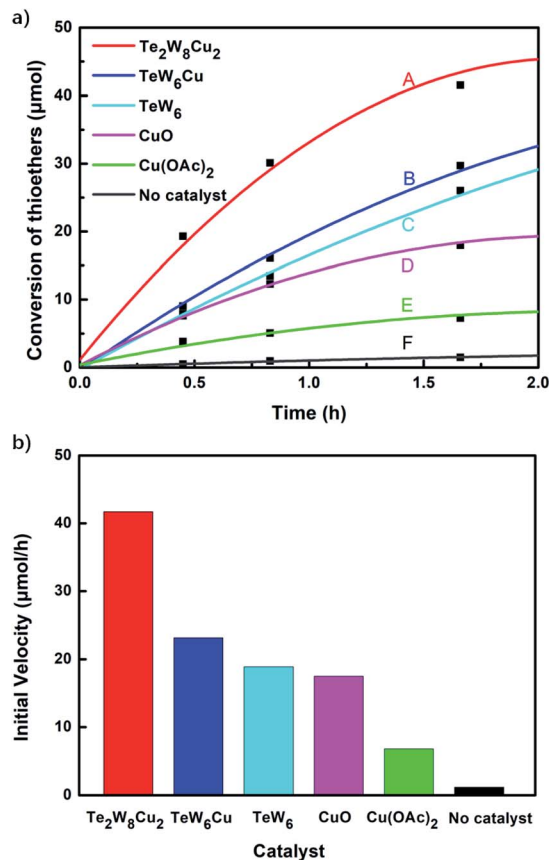 a)
50
40
30
20
10
0
Conversion of thioethers (µmol)
Te₂W₈Cu₂
TeW₆Cu
TeW₆
CuO
Cu(OAc)₂
No catalyst
A
B
C
D
E
F
0.0 0.5 1.0 1.5 2.0
Time (h)
b)
50
40
30
20
10
0
Initial Velocity (µmol/h)
Te₂W₈Cu₂ TeW₆Cu TeW₆ CuO Cu(OAc)₂ No catalyst
Catalyst